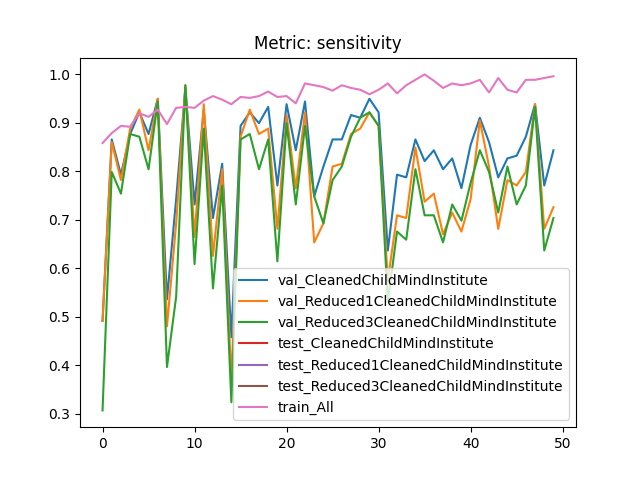 Metric: sensitivity
1.0
0.9
0.8
0.7
0.6
0.5
0.4
0.3
0
10
20
30
40
50
val_CleanedChildMindInstitute
val_Reduced1CleanedChildMindInstitute
val_Reduced3CleanedChildMindInstitute
test_CleanedChildMindInstitute
test_Reduced1CleanedChildMindInstitute
test_Reduced3CleanedChildMindInstitute
train_All